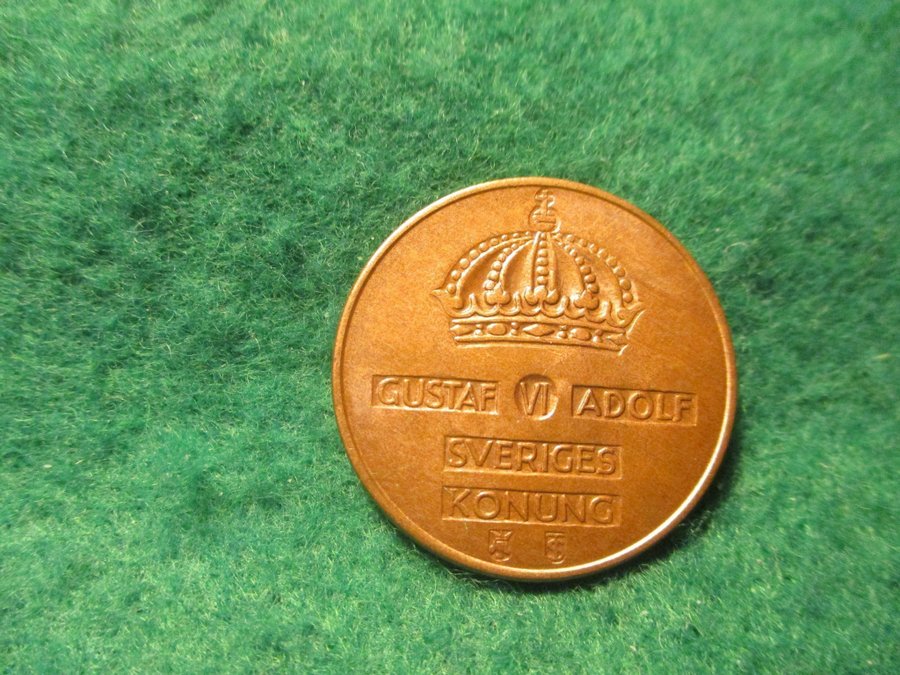 GUSTAF VI ADOLF
SVERIGES
KONUNG